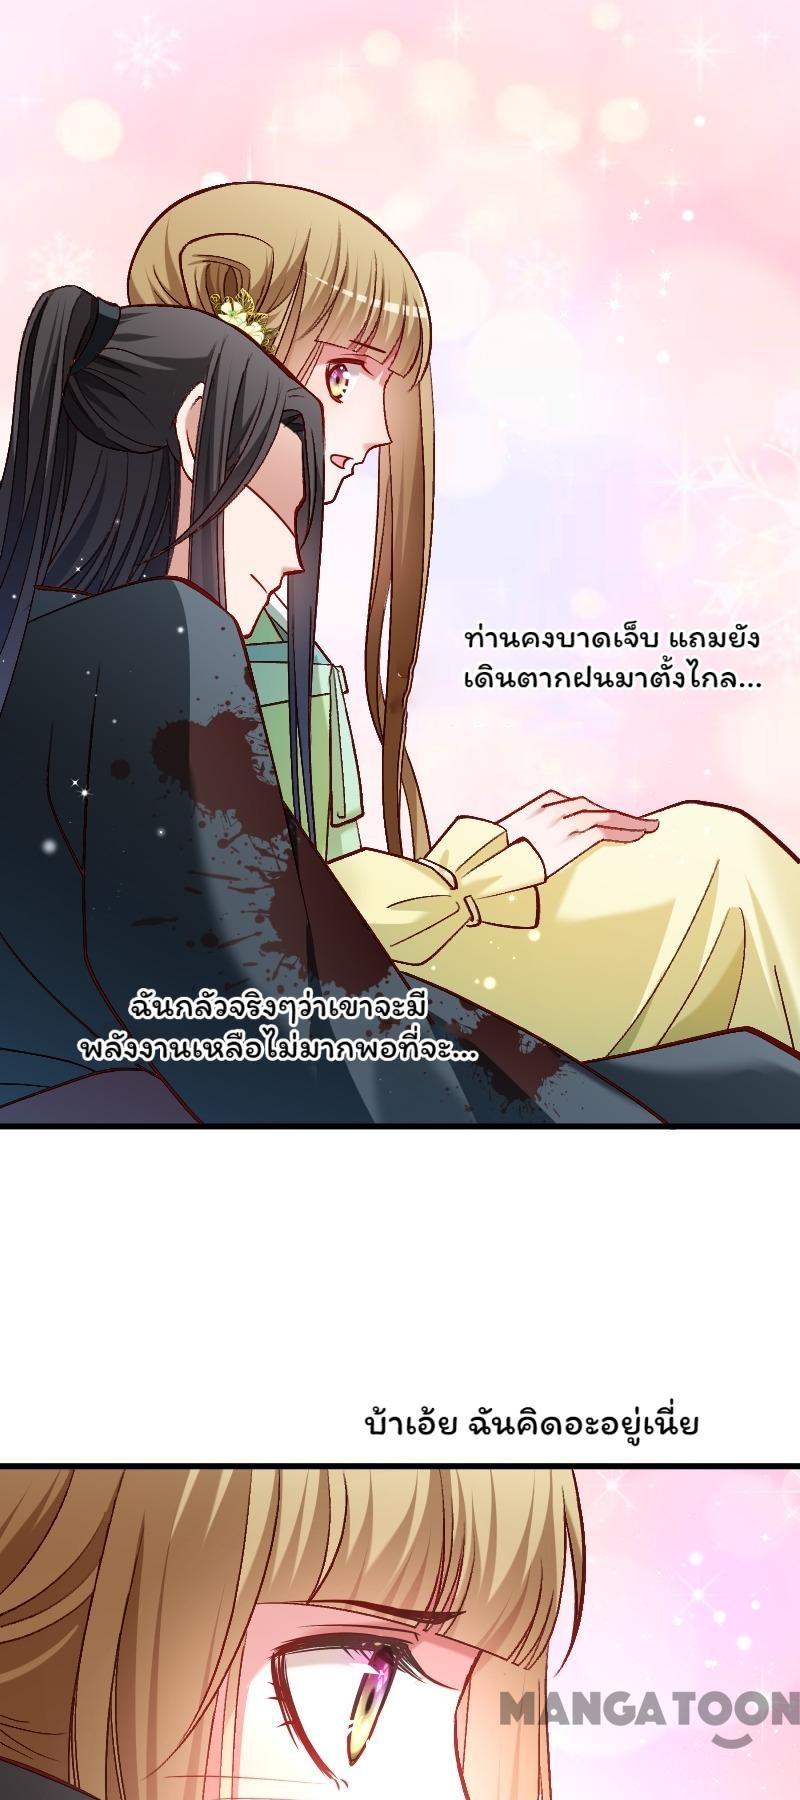 ท่านคงบาดเจ็บ แถมยัง
เดินตากฝนมาตั้งไกล...
ฉันกลัวจริงๆว่าเขาจะมี
พลังงานเหลือไม่มากพอที่จะ...
บ้าเอ้ย ฉันคิดอะอยู่เนี่ย
MANGATOON